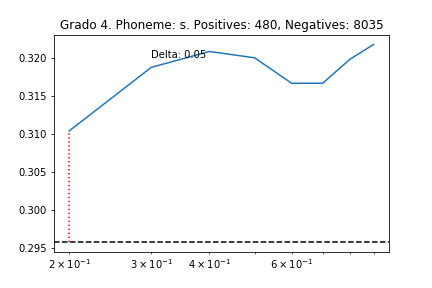 Grado 4. Phoneme: s. Positives: 480, Negatives: 8035
0.320
Delta: 0.05
0.315
0.310
0.305
0.300
0.295
2 × 10⁻¹ 3 × 10⁻¹ 4 × 10⁻¹ 6 × 10⁻¹